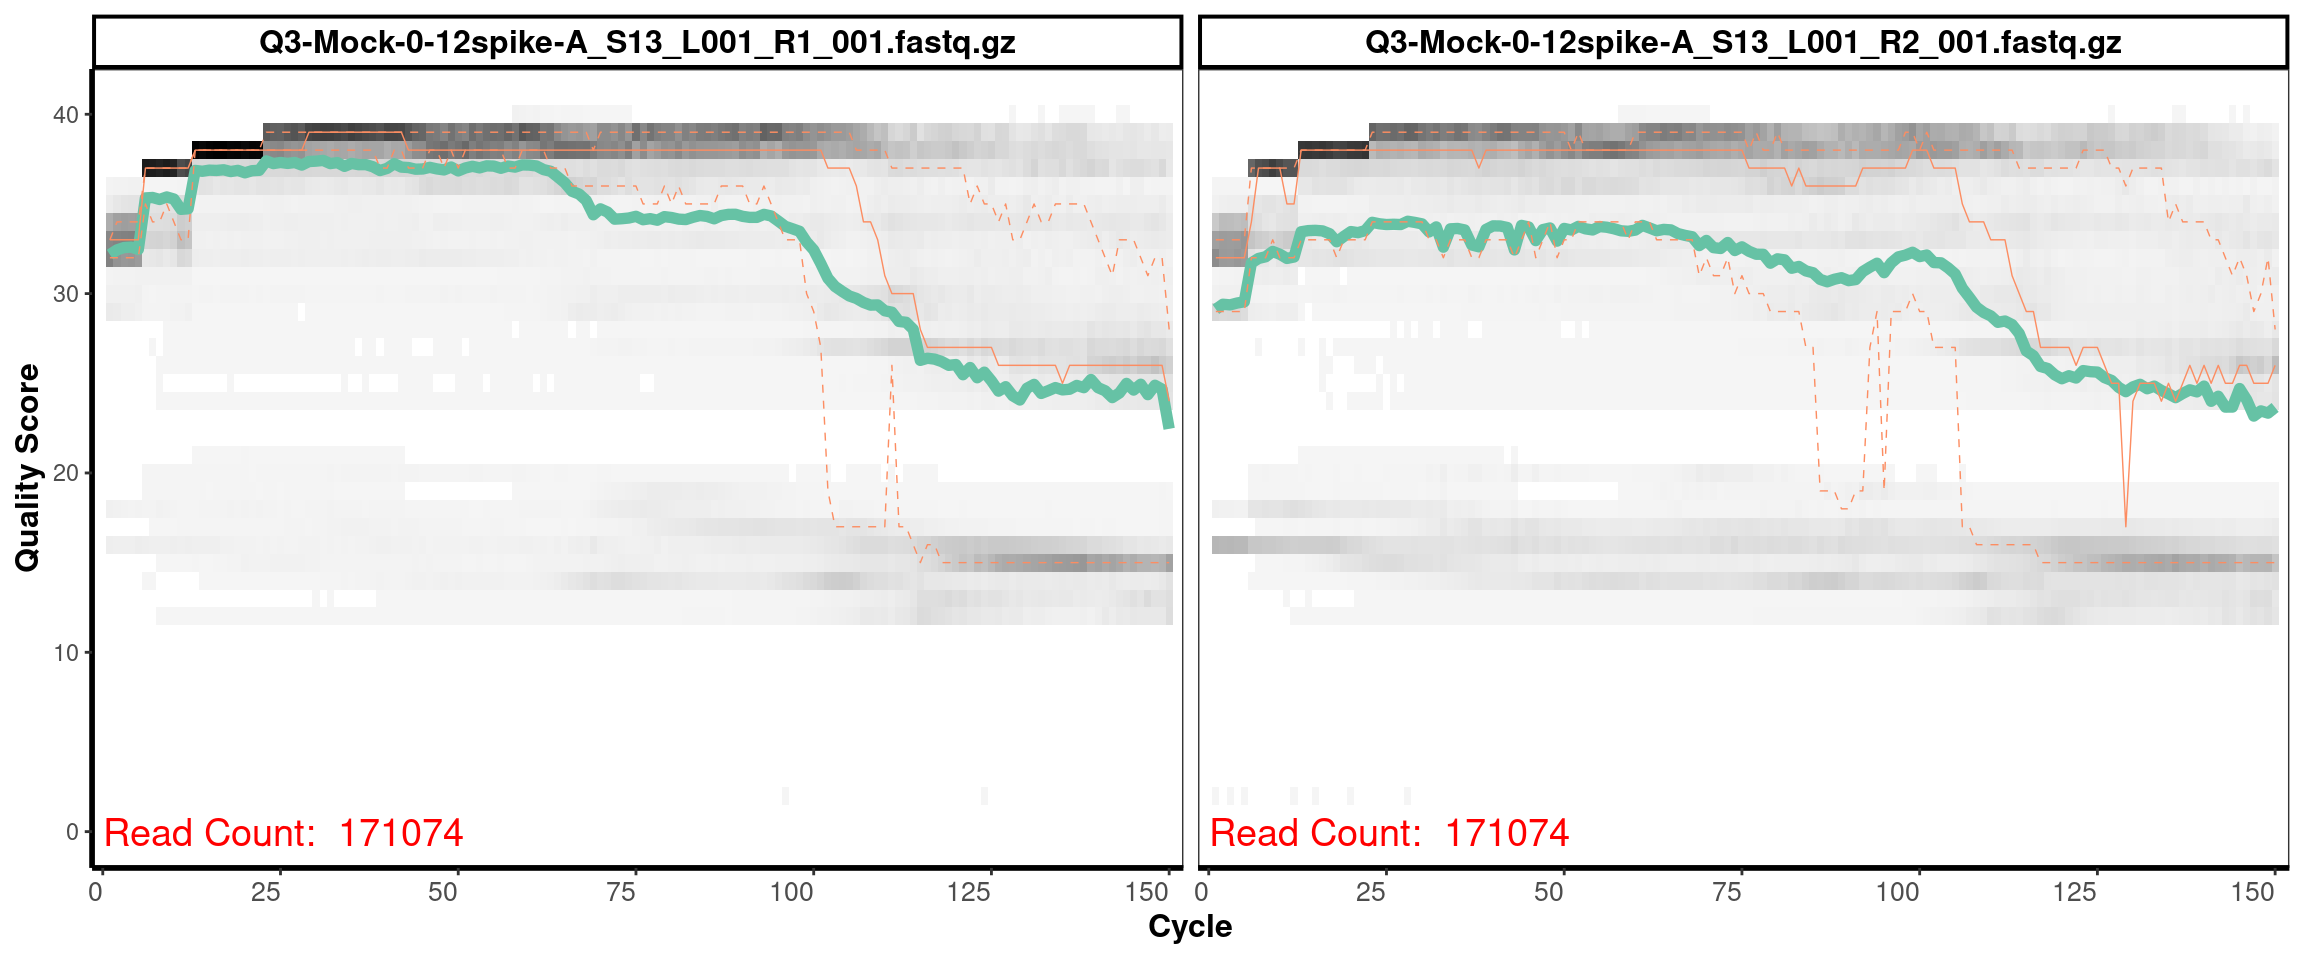 Q3-Mock-0-12spike-A_S13_L001_R1_001.fastq.gz
Q3-Mock-0-12spike-A_S13_L001_R2_001.fastq.gz
Quality Score
40
30
20
10
0
Read Count: 171074
Read Count: 171074
0 25 50 75 100 125 150
0 25 50 75 100 125 150
Cycle